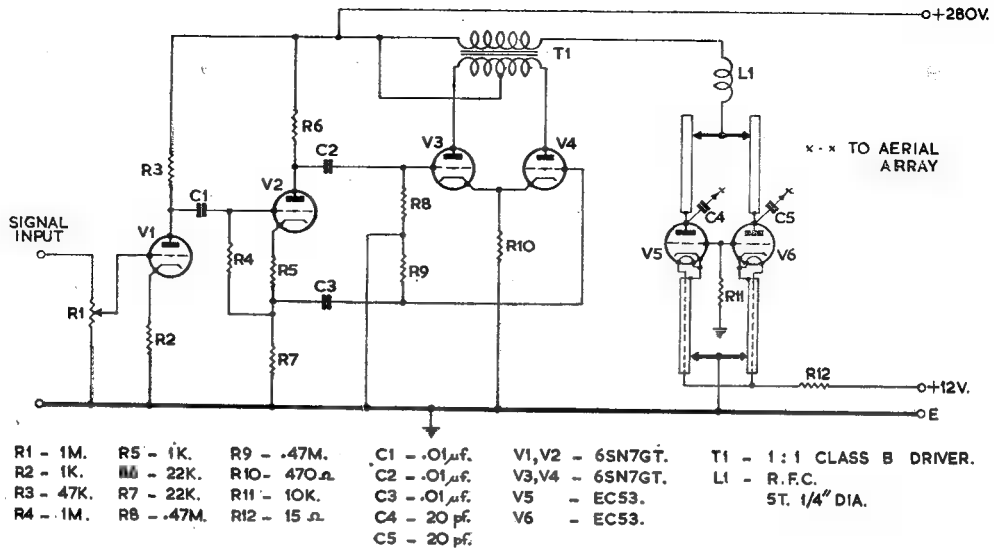 +280V.
T1
L1
R6
V3
V4
C2
R3
x - x TO AERIAL
ARRAY
V2
C1
R8
C4
C5
SIGNAL
INPUT
V1
R4
R10
V5
V6
R5
R9
C3
R11
R1
R2
R7
R12
+12V.
E
R1 - 1M. R5 - 1K. R9 - .47M. C1 - .01μf. V1,V2 - 6SN7GT. T1 - 1:1 CLASS B DRIVER.
R2 - 1K. - 22K. R10 - 470Ω C2 - .01μf. V3,V4 - 6SN7GT. L1 - R.F.C.
R3 - 47K. R7 - 22K. R11 - 10K. C3 - .01μf. V5 - EC53. 5T. 1/4" DIA.
R4 - 1M. R8 - .47M. R12 - 15 Ω C4 - 20 pf. V6 - EC53.
C5 - 20 pf.